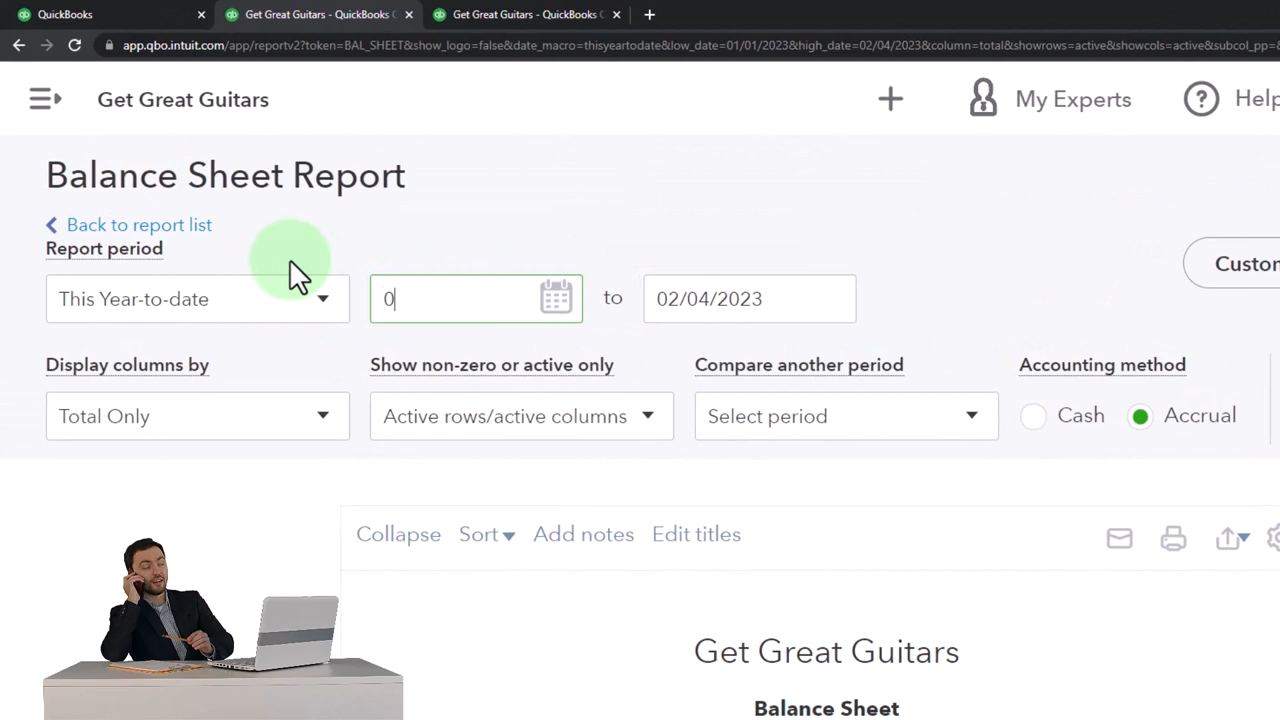 QuickBooks
Get Great Guitars - QuickBooks
Get Great Guitars - QuickBooks
app.qbo.intuit.com/app/reportv2?token=BAL_SHEET&show_logo=false&date_macro=thisyeartodate&low_date=01/01/2023&high_date=02/04/2023&column=total&showrows=active&showcols=active&subcol_pp=
Get Great Guitars
My Experts
Help
Balance Sheet Report
Back to report list
Report period
This Year-to-date
0
to
02/04/2023
Custom
Display columns by
Show non-zero or active only
Compare another period
Accounting method
Total Only
Active rows/active columns
Select period
Cash
Accrual
Collapse
Sort
Add notes
Edit titles
Get Great Guitars
Balance Sheet